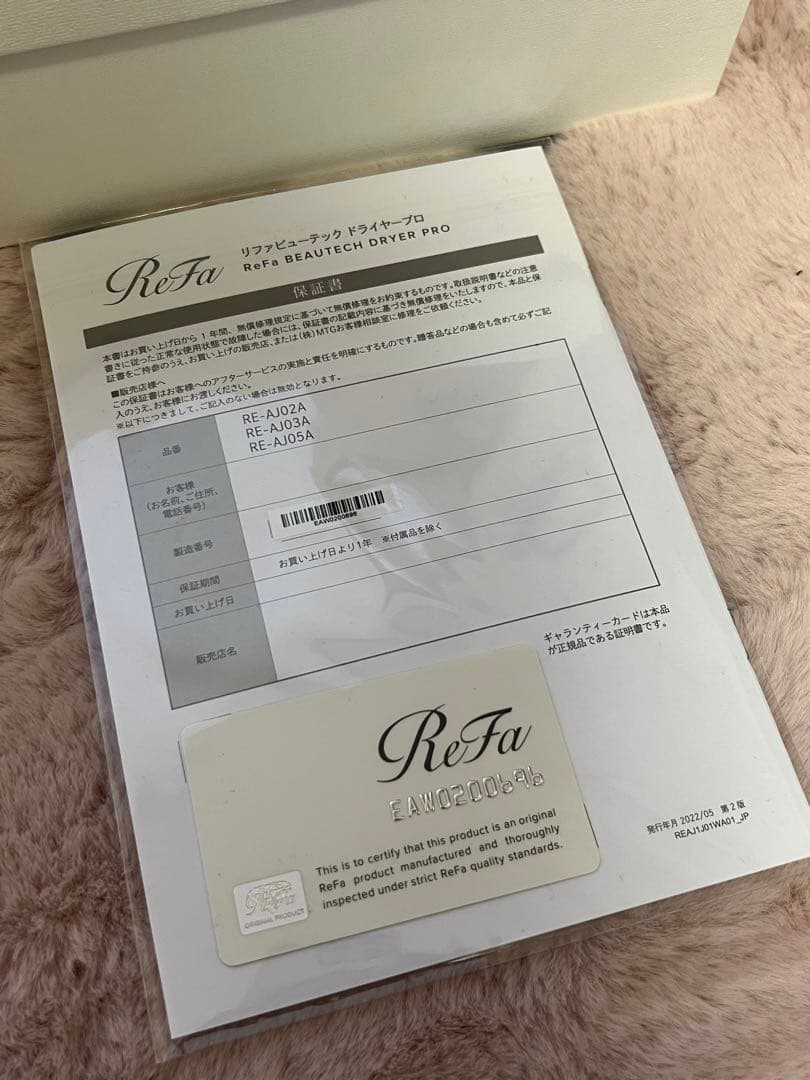 ReFa
リファビューテック ドライヤープロ
ReFa BEAUTECH DRYER PRO
保証書
本書はお買い上げ日から 1 年間、無償修理規定に基づいて無償修理をお約束するものです。取扱説明書などの注意
書きに従った正常な使用状態で故障した場合には、保証書の記載内容に基づき無償修理をいたしますので、本品と保
証書をご持参のうえ、お買い上げの販売店、または(株)MTGお客様相談室に修理をご依頼ください。
■販売店様へ
この保証書はお客様へのアフターサービスの実施と責任を明確にするものです。贈答品などの場合も含めて必ずご記
入のうえ、お客様にお渡しください。
※以下につきまして、ご記入のない場合は無効となります。
品番
RE-AJ02A
RE-AJ03A
RE-AJ05A
お客様
(お名前、ご住所、
電話番号)
製造番号
EAW0200696
保証期間
お買い上げ日より1年 ※付属品を除く
お買い上げ日
販売店名
ギャランティーカードは本品
が正規品である証明書です。
ReFa
EAW0200696
This is to certify that this product is an original
ReFa product manufactured and thoroughly
inspected under strict ReFa quality standards.
ORIGINAL PRODUCT
発行年月 2022/05 第2版
REAJ1J01WA01_JP